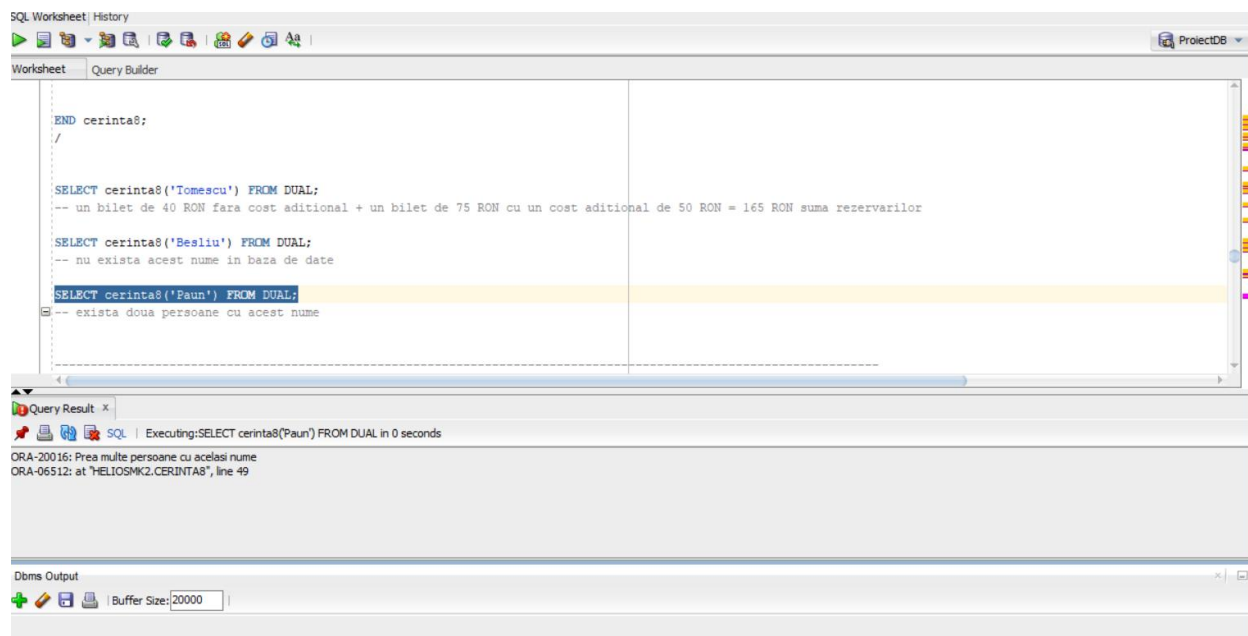 SQL Worksheet History
ProiectDB
Worksheet Query Builder
END cerinta8;
/
SELECT cerinta8('Tomescu') FROM DUAL;
-- un bilet de 40 RON fara cost aditional + un bilet de 75 RON cu un cost aditional de 50 RON = 165 RON suma rezervarilor
SELECT cerinta8('Besliu') FROM DUAL;
-- nu exista acest nume in baza de date
SELECT cerinta8('Paun') FROM DUAL;
-- exista doua persoane cu acest nume
Query Result x
SQL | Executing:SELECT cerinta8('Paun') FROM DUAL in 0 seconds
ORA-20016: Prea multe persoane cu acelasi nume
ORA-06512: at "HELIOSMK2.CERINTA8", line 49
Dbms Output
Buffer Size: 20000